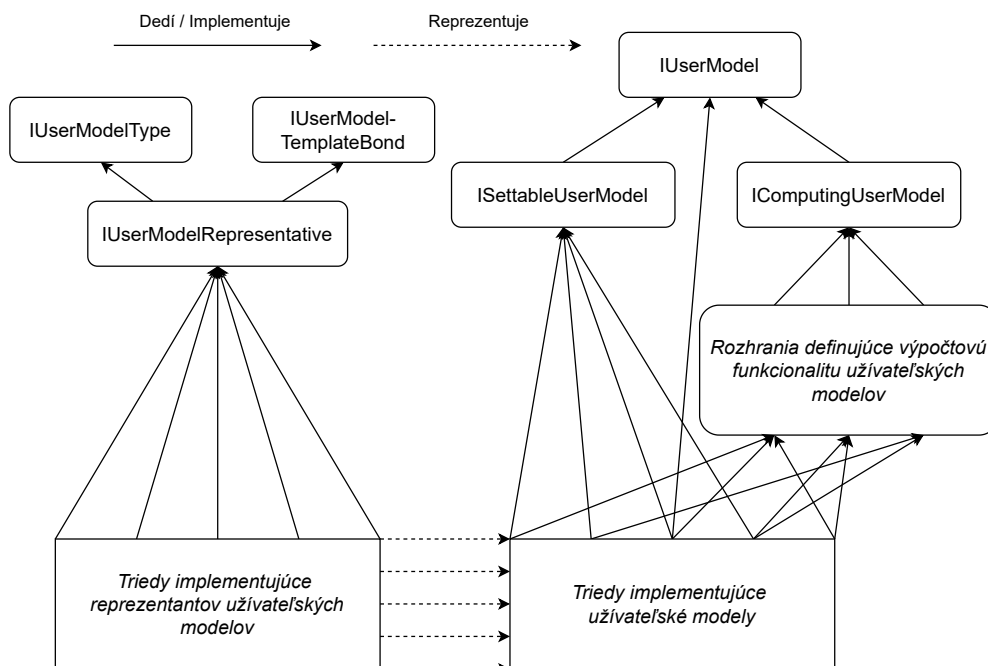 Dedí / Implementuje
Reprezentuje
IUserModel
IUserModelType
IUserModel-
TemplateBond
ISettableUserModel
IComputingUserModel
IUserModelRepresentative
Rozhrania definujúce výpočtovú
funkcionalitu užívateľských
modelov
Triedy implementujúce
reprezentantov užívateľských
modelov
Triedy implementujúce
užívateľské modely